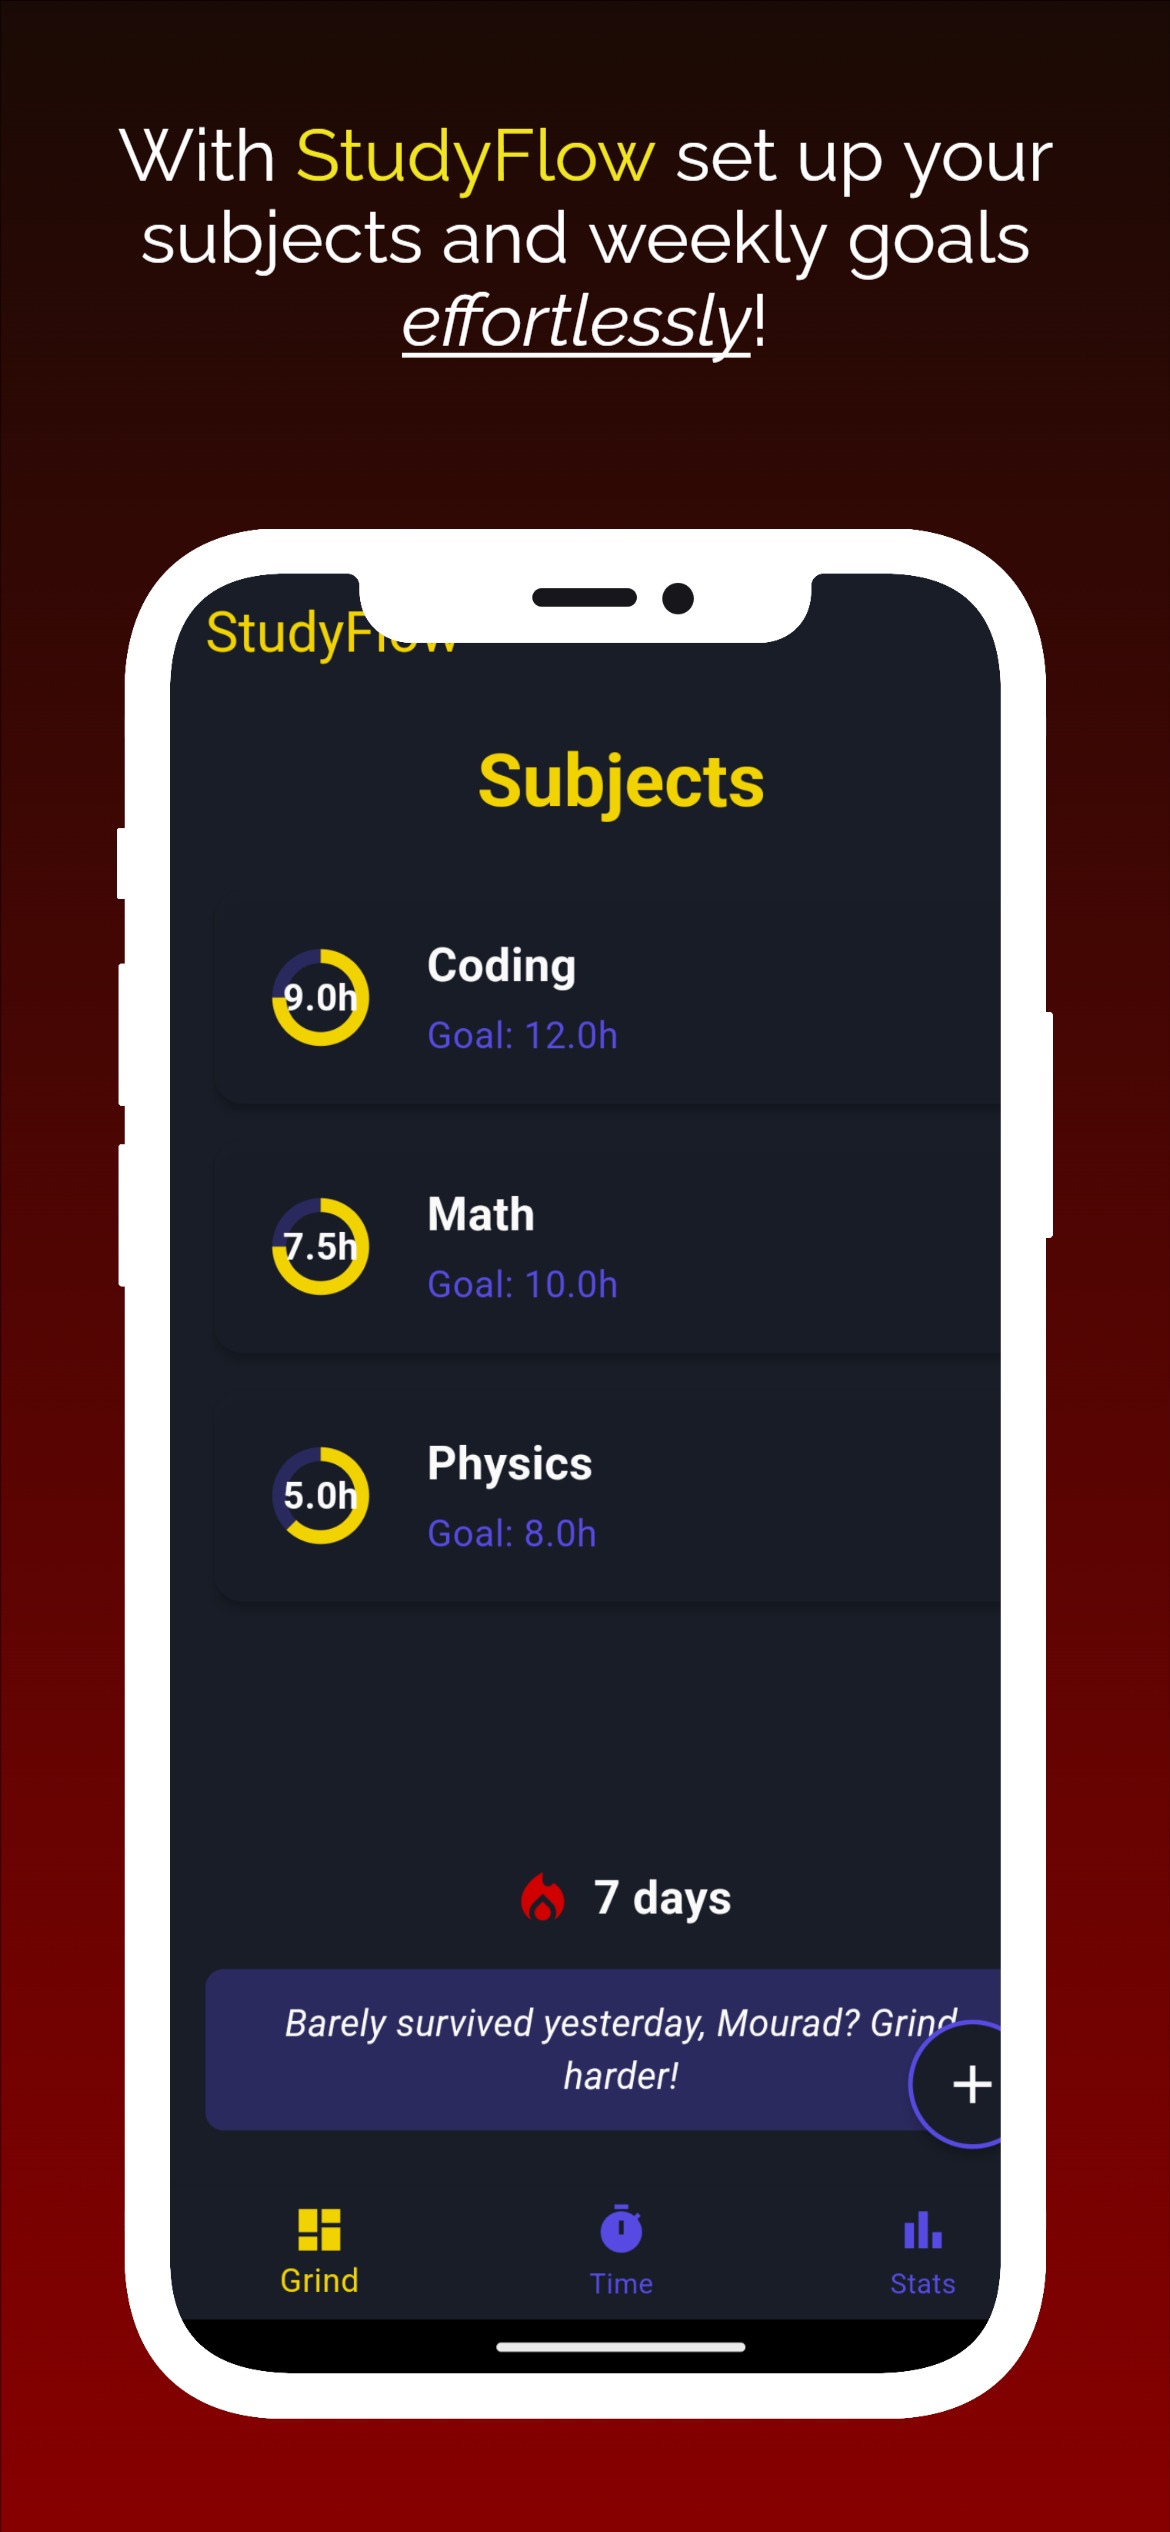 With StudyFlow set up your
subjects and weekly goals
effortlessly!
StudyFlow
Subjects
9.0h
Coding
Goal: 12.0h
7.5h
Math
Goal: 10.0h
5.0h
Physics
Goal: 8.0h
7 days
Barely survived yesterday, Mourad? Grind
harder!
Grind
Time
Stats